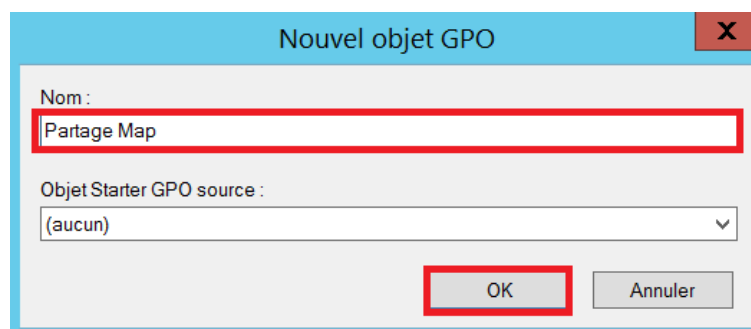 Nouvel objet GPO
X
Nom :
Partage Map
Objet Starter GPO source :
(aucun)
OK Annuler